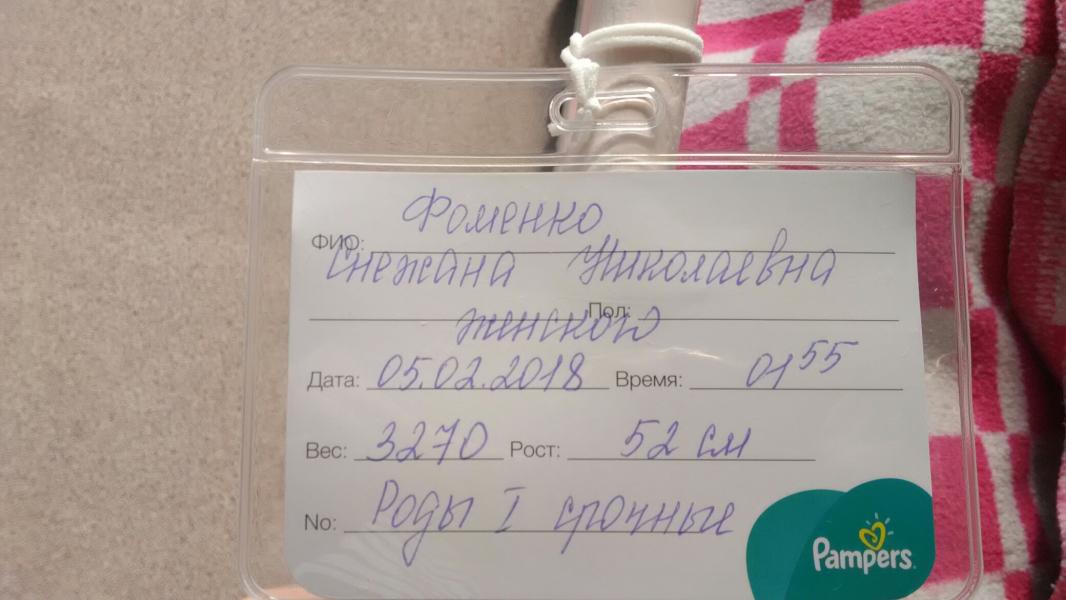 Фоменко
ФИО:
Снежана Николаевна
Пол:
женского
Дата: 05.02.2018 Время: 01 55
Вес: 3270 Рост: 52 см
No: Роды I срочные
Pampers